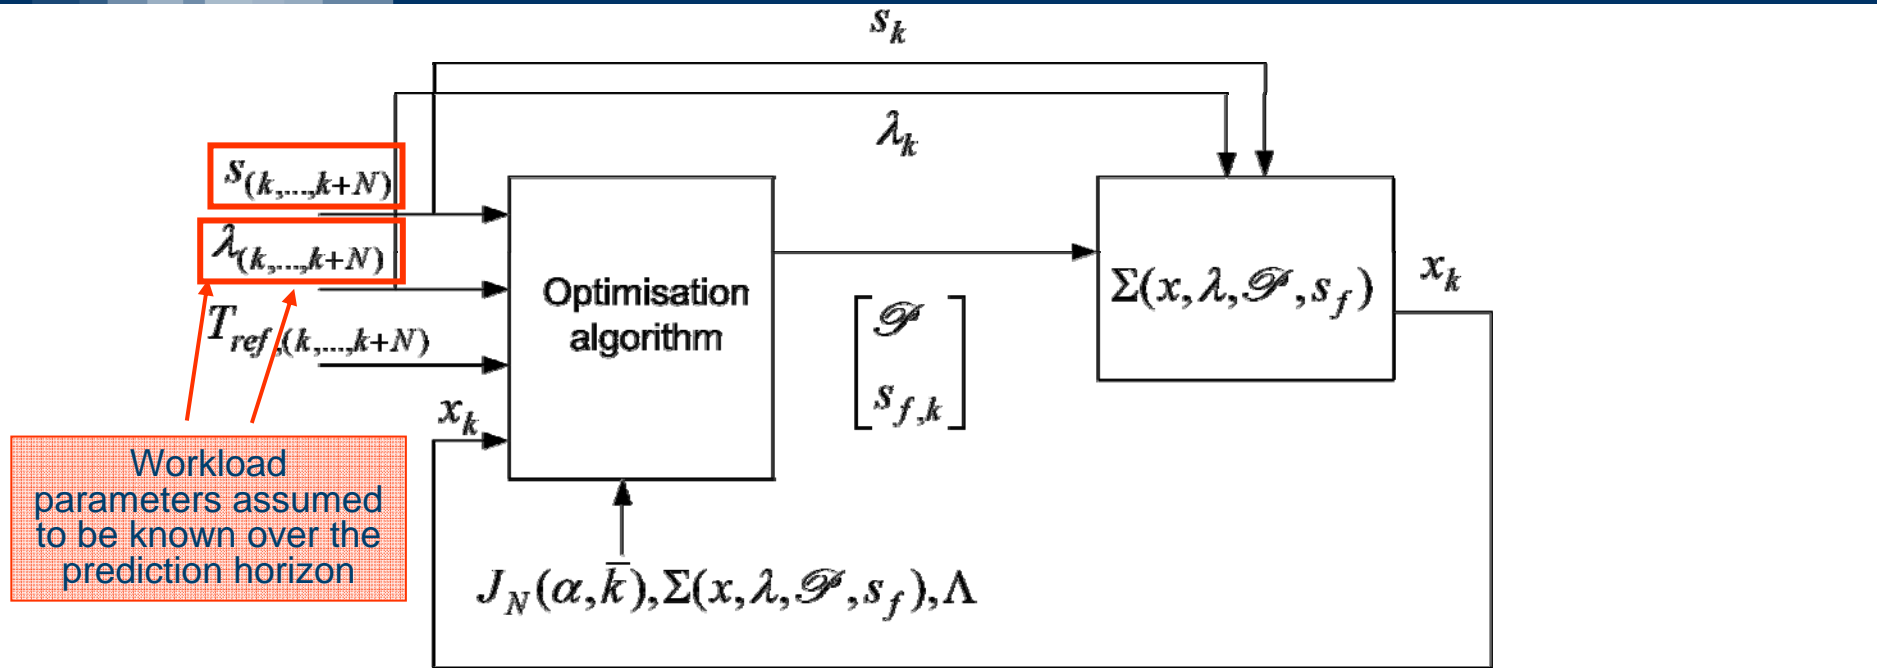 s_k
λ_k
s_(k,...,k+N)
λ_(k,...,k+N)
T_ref,(k,...,k+N)
x_k
Optimisation
algorithm
[𝒫
s_f,k]
Σ(x,λ,𝒫,s_f)
x_k
Workload
parameters assumed
to be known over the
prediction horizon
J_N(α,k̄),Σ(x,λ,𝒫,s_f),Λ